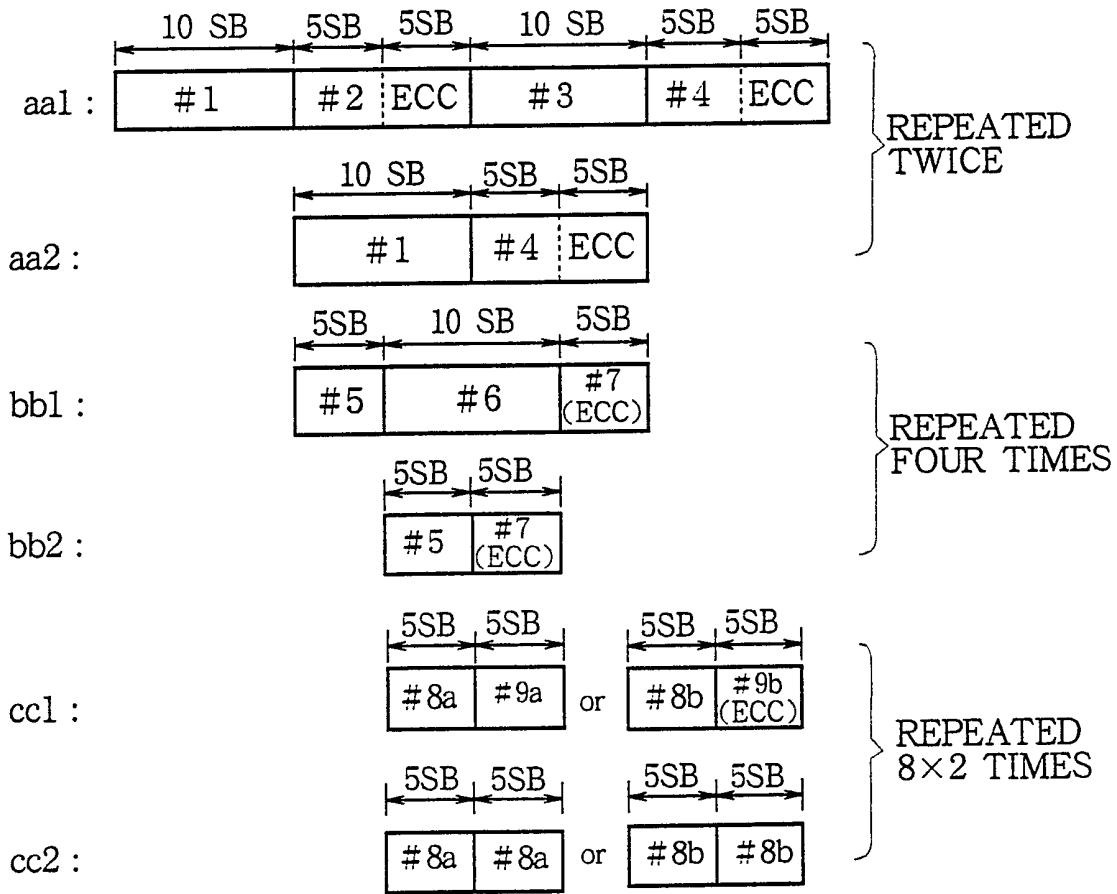 10 SB 5SB 5SB 10 SB 5SB 5SB
aa1 : #1 #2 ECC #3 #4 ECC
REPEATED
TWICE
10 SB 5SB 5SB
aa2 : #1 #4 ECC
5SB 10 SB 5SB
bb1 : #5 #6 #7
(ECC)
REPEATED
FOUR TIMES
5SB 5SB
bb2 : #5 #7
(ECC)
5SB 5SB 5SB 5SB
cc1 : #8a #9a or #8b #9b
(ECC)
REPEATED
8×2 TIMES
5SB 5SB 5SB 5SB
cc2 : #8a #8a or #8b #8b